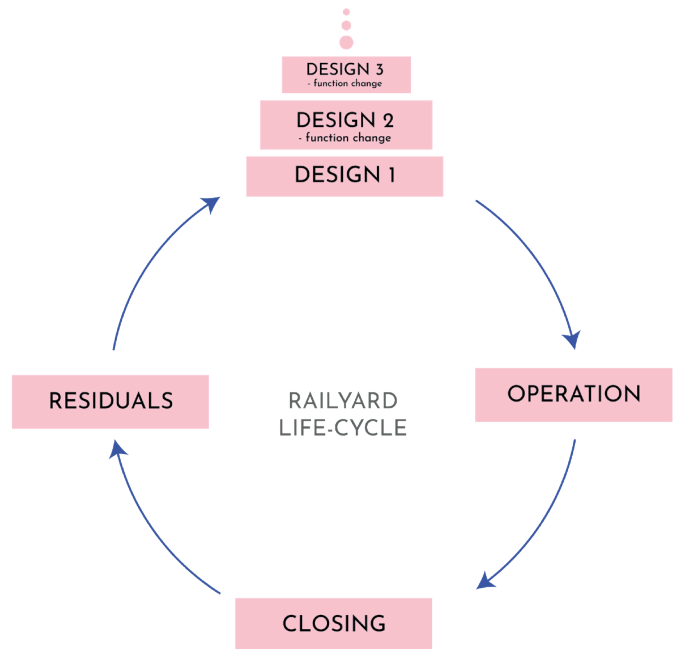 DESIGN 3
- function change
DESIGN 2
- function change
DESIGN 1
OPERATION
RESIDUALS
RAILYARD
LIFE-CYCLE
CLOSING